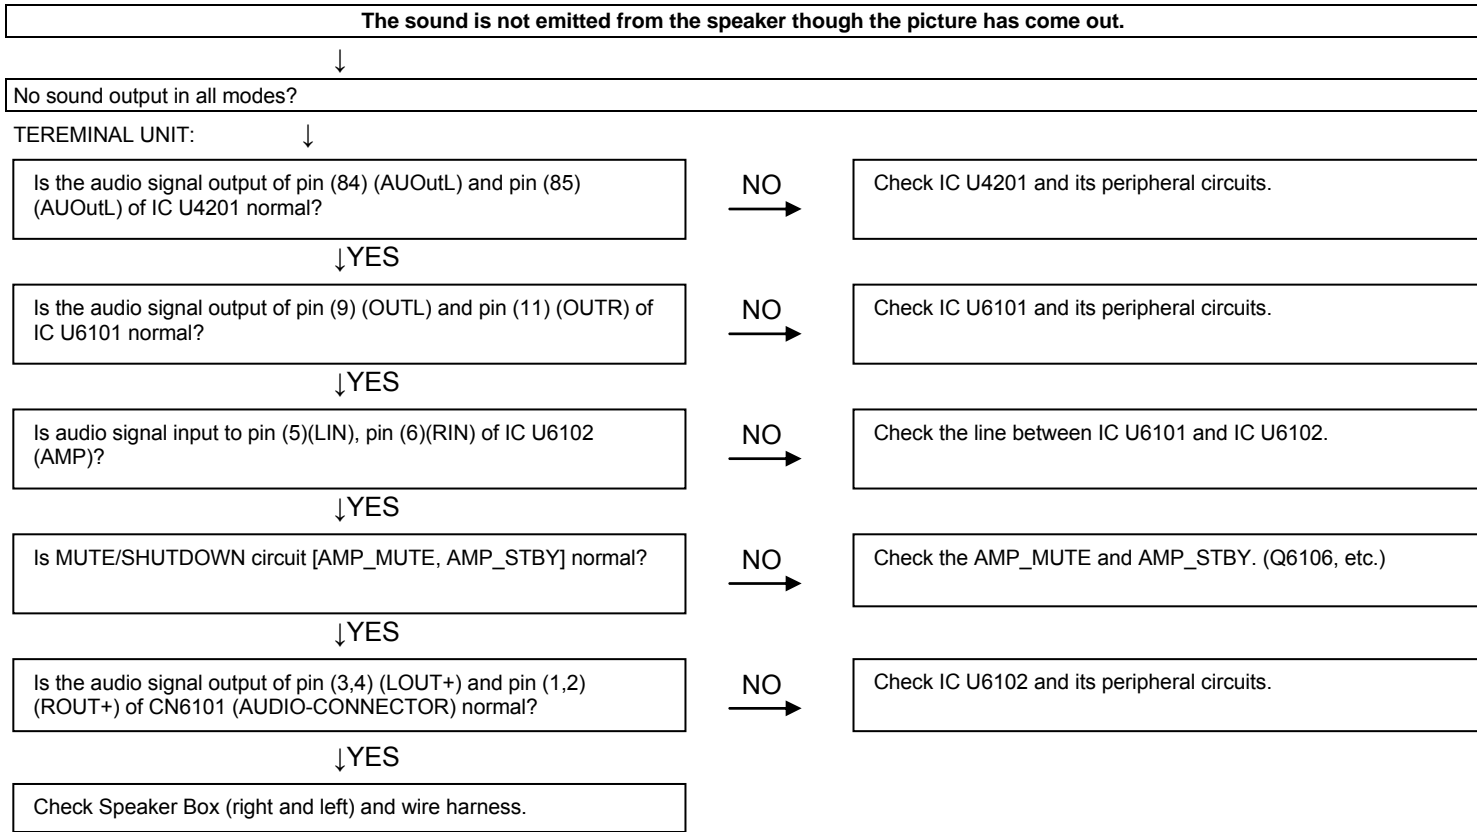 The sound is not emitted from the speaker though the picture has come out.
↓
No sound output in all modes?
TEREMINAL UNIT: ↓
Is the audio signal output of pin (84) (AUOutL) and pin (85)
(AUOutL) of IC U4201 normal?
NO
Check IC U4201 and its peripheral circuits.
↓YES
Is the audio signal output of pin (9) (OUTL) and pin (11) (OUTR) of
IC U6101 normal?
NO
Check IC U6101 and its peripheral circuits.
↓YES
Is audio signal input to pin (5)(LIN), pin (6)(RIN) of IC U6102
(AMP)?
NO
Check the line between IC U6101 and IC U6102.
↓YES
Is MUTE/SHUTDOWN circuit [AMP_MUTE, AMP_STBY] normal?
NO
Check the AMP_MUTE and AMP_STBY. (Q6106, etc.)
↓YES
Is the audio signal output of pin (3,4) (LOUT+) and pin (1,2)
(ROUT+) of CN6101 (AUDIO-CONNECTOR) normal?
NO
Check IC U6102 and its peripheral circuits.
↓YES
Check Speaker Box (right and left) and wire harness.